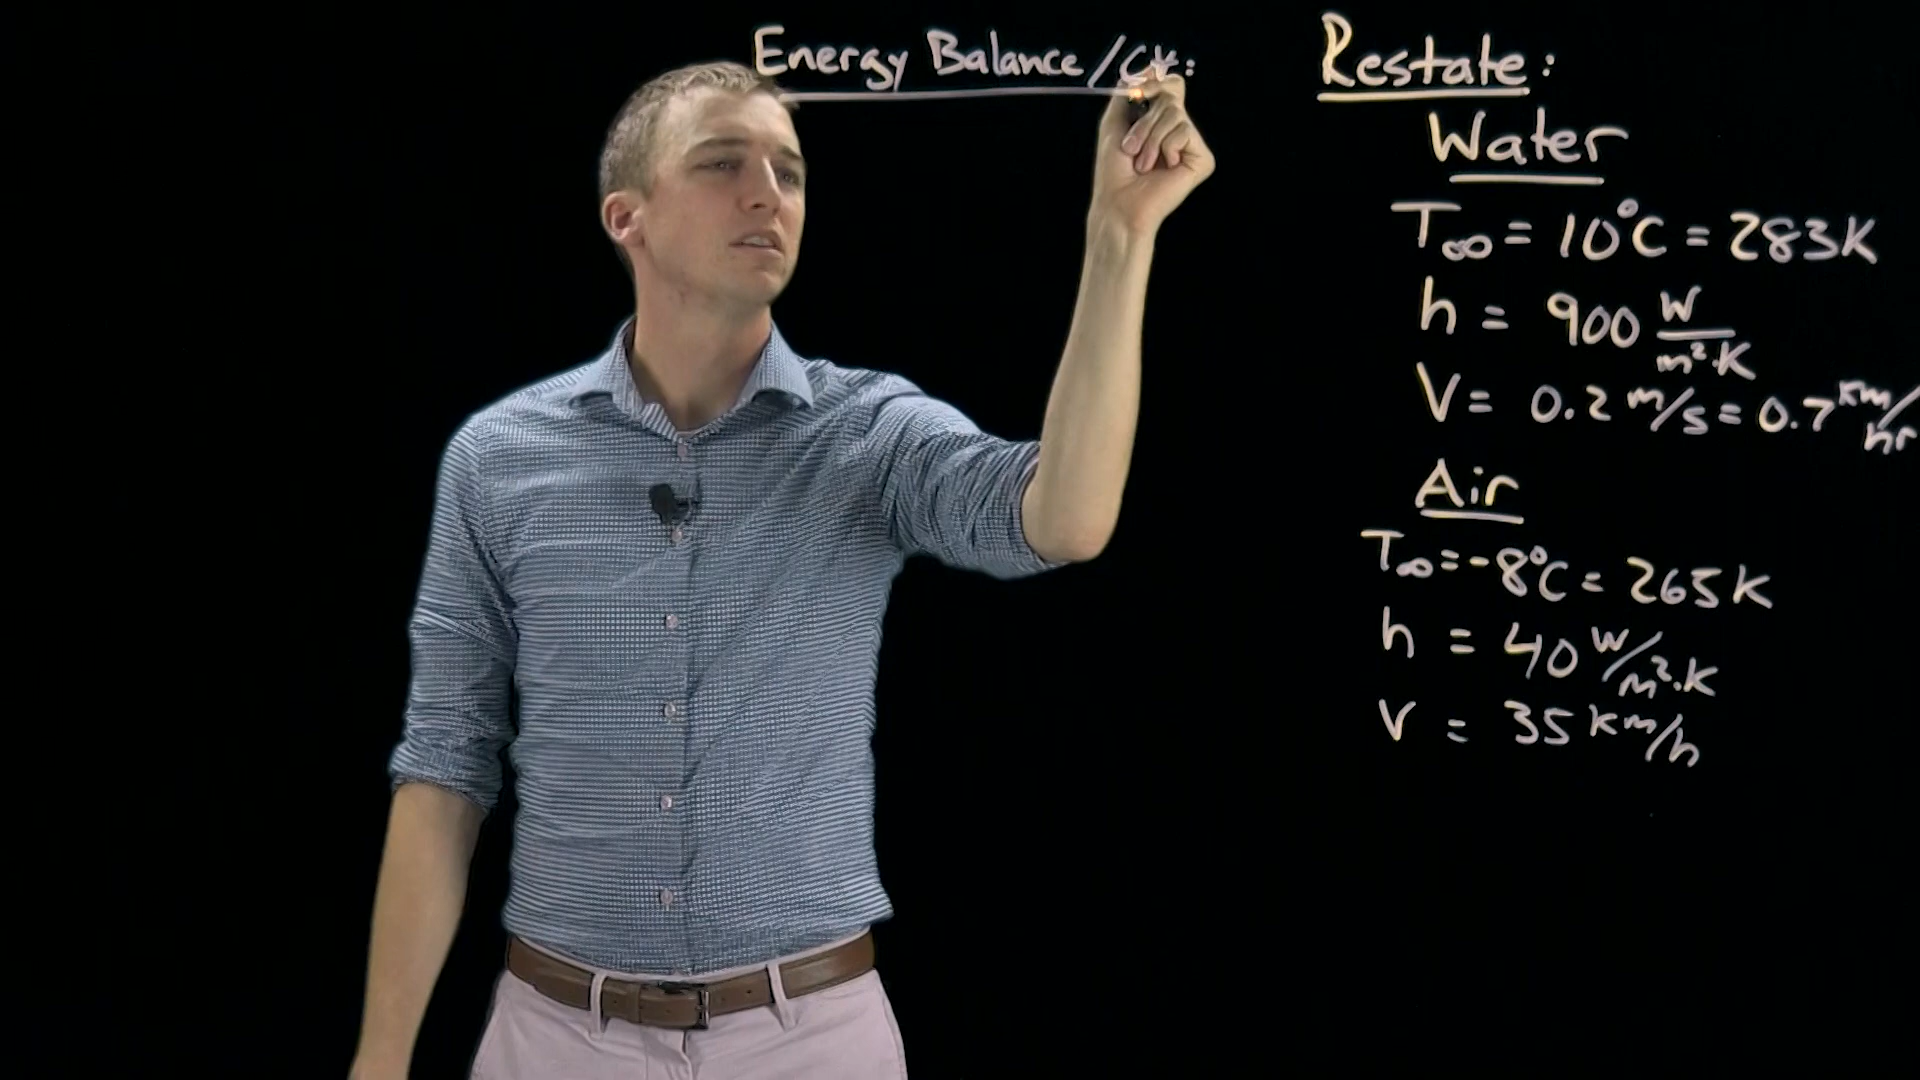 Energy Balance/CV:
Restate:
Water
T∞ = 10°C = 283K
h = 900 W/m²·K
V = 0.2 m/s = 0.7 km/hr
Air
T∞ = -8°C = 265K
h = 40 W/m²·K
V = 35 km/h